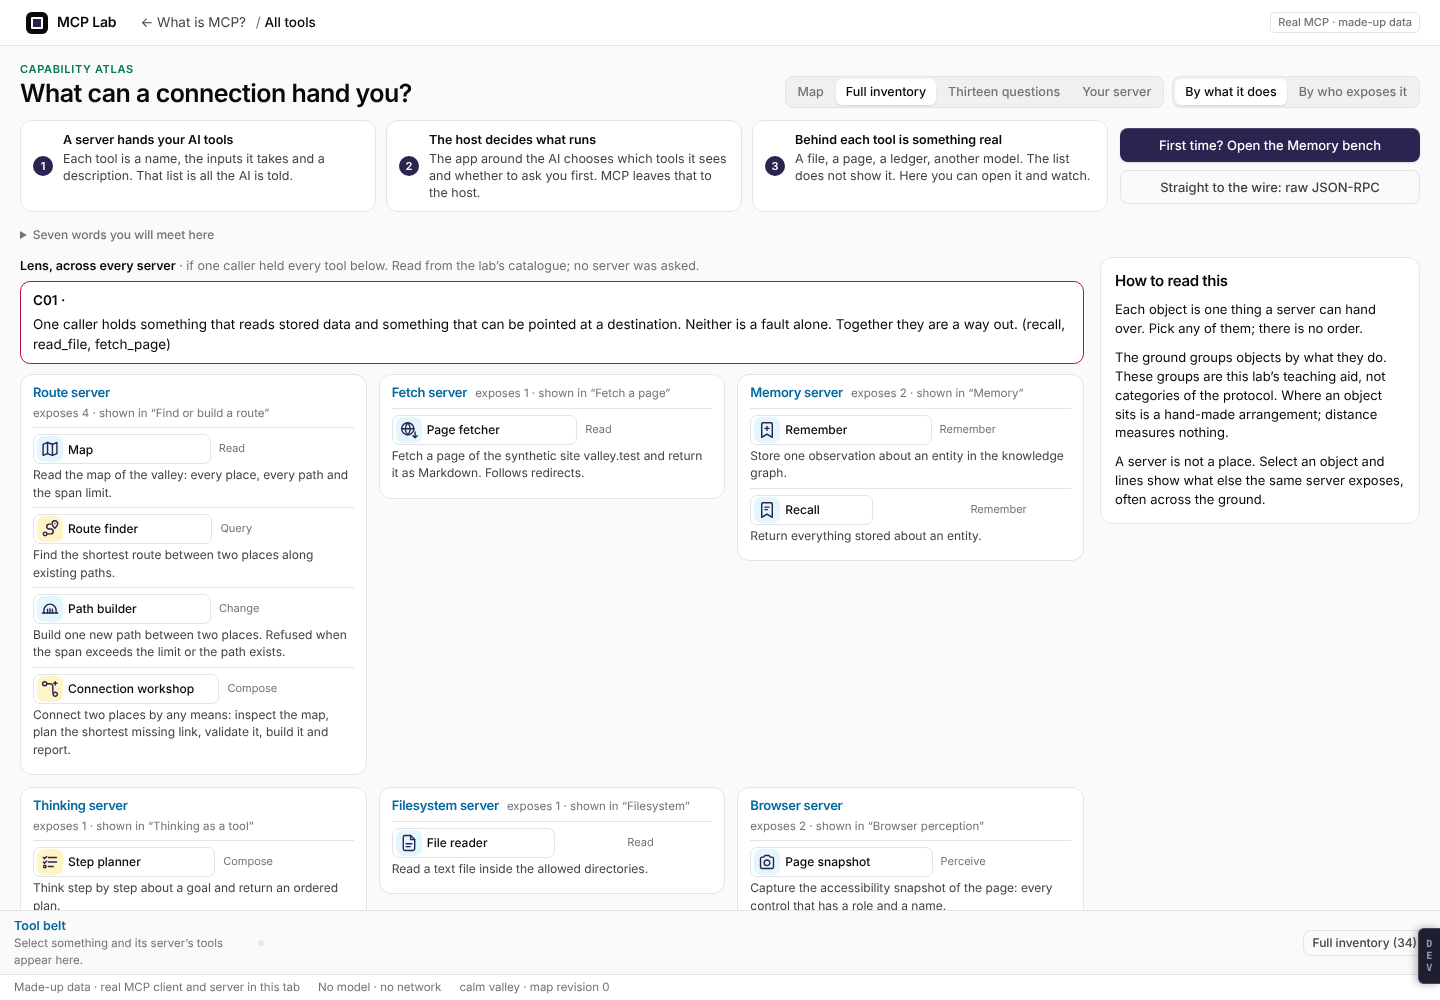 MCP Lab
← What is MCP? / All tools
Real MCP · made-up data
CAPABILITY ATLAS
What can a connection hand you?
Map
Full inventory
Thirteen questions
Your server
By what it does
By who exposes it
1
A server hands your AI tools
Each tool is a name, the inputs it takes and a
description. That list is all the AI is told.
2
The host decides what runs
The app around the AI chooses which tools it sees
and whether to ask you first. MCP leaves that to
the host.
3
Behind each tool is something real
A file, a page, a ledger, another model. The list
does not show it. Here you can open it and watch.
First time? Open the Memory bench
Straight to the wire: raw JSON-RPC
Seven words you will meet here
Lens, across every server · if one caller held every tool below. Read from the lab’s catalogue; no server was asked.
C01 ·
One caller holds something that reads stored data and something that can be pointed at a destination. Neither is a fault alone. Together they are a way out. (recall,
read_file, fetch_page)
Route server
exposes 4 · shown in “Find or build a route”
Map
Read
Read the map of the valley: every place, every path and
the span limit.
Route finder
Query
Find the shortest route between two places along
existing paths.
Path builder
Change
Build one new path between two places. Refused when
the span exceeds the limit or the path exists.
Connection workshop
Compose
Connect two places by any means: inspect the map,
plan the shortest missing link, validate it, build it and
report.
Fetch server exposes 1 · shown in “Fetch a page”
Page fetcher
Read
Fetch a page of the synthetic site valley.test and return
it as Markdown. Follows redirects.
Memory server exposes 2 · shown in “Memory”
Remember
Remember
Store one observation about an entity in the knowledge
graph.
Recall
Remember
Return everything stored about an entity.
How to read this
Each object is one thing a server can hand
over. Pick any of them; there is no order.
The ground groups objects by what they do.
These groups are this lab’s teaching aid, not
categories of the protocol. Where an object
sits is a hand-made arrangement; distance
measures nothing.
A server is not a place. Select an object and
lines show what else the same server exposes,
often across the ground.
Thinking server
exposes 1 · shown in “Thinking as a tool”
Step planner
Compose
Think step by step about a goal and return an ordered
plan.
Filesystem server exposes 1 · shown in “Filesystem”
File reader
Read
Read a text file inside the allowed directories.
Browser server
exposes 2 · shown in “Browser perception”
Page snapshot
Perceive
Capture the accessibility snapshot of the page: every
control that has a role and a name.
Tool belt
Select something and its server’s tools
appear here.
Full inventory (34)
DEV
Made-up data · real MCP client and server in this tab
No model · no network
calm valley · map revision 0